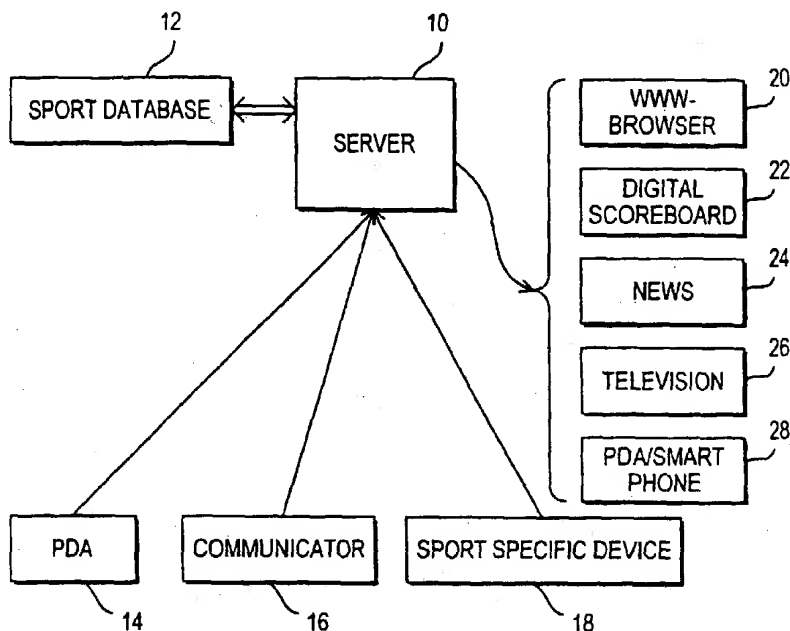 12
10
SPORT DATABASE
SERVER
20
WWW-
BROWSER
22
DIGITAL
SCOREBOARD
24
NEWS
26
TELEVISION
28
PDA/SMART
PHONE
PDA
COMMUNICATOR
SPORT SPECIFIC DEVICE
14
16
18